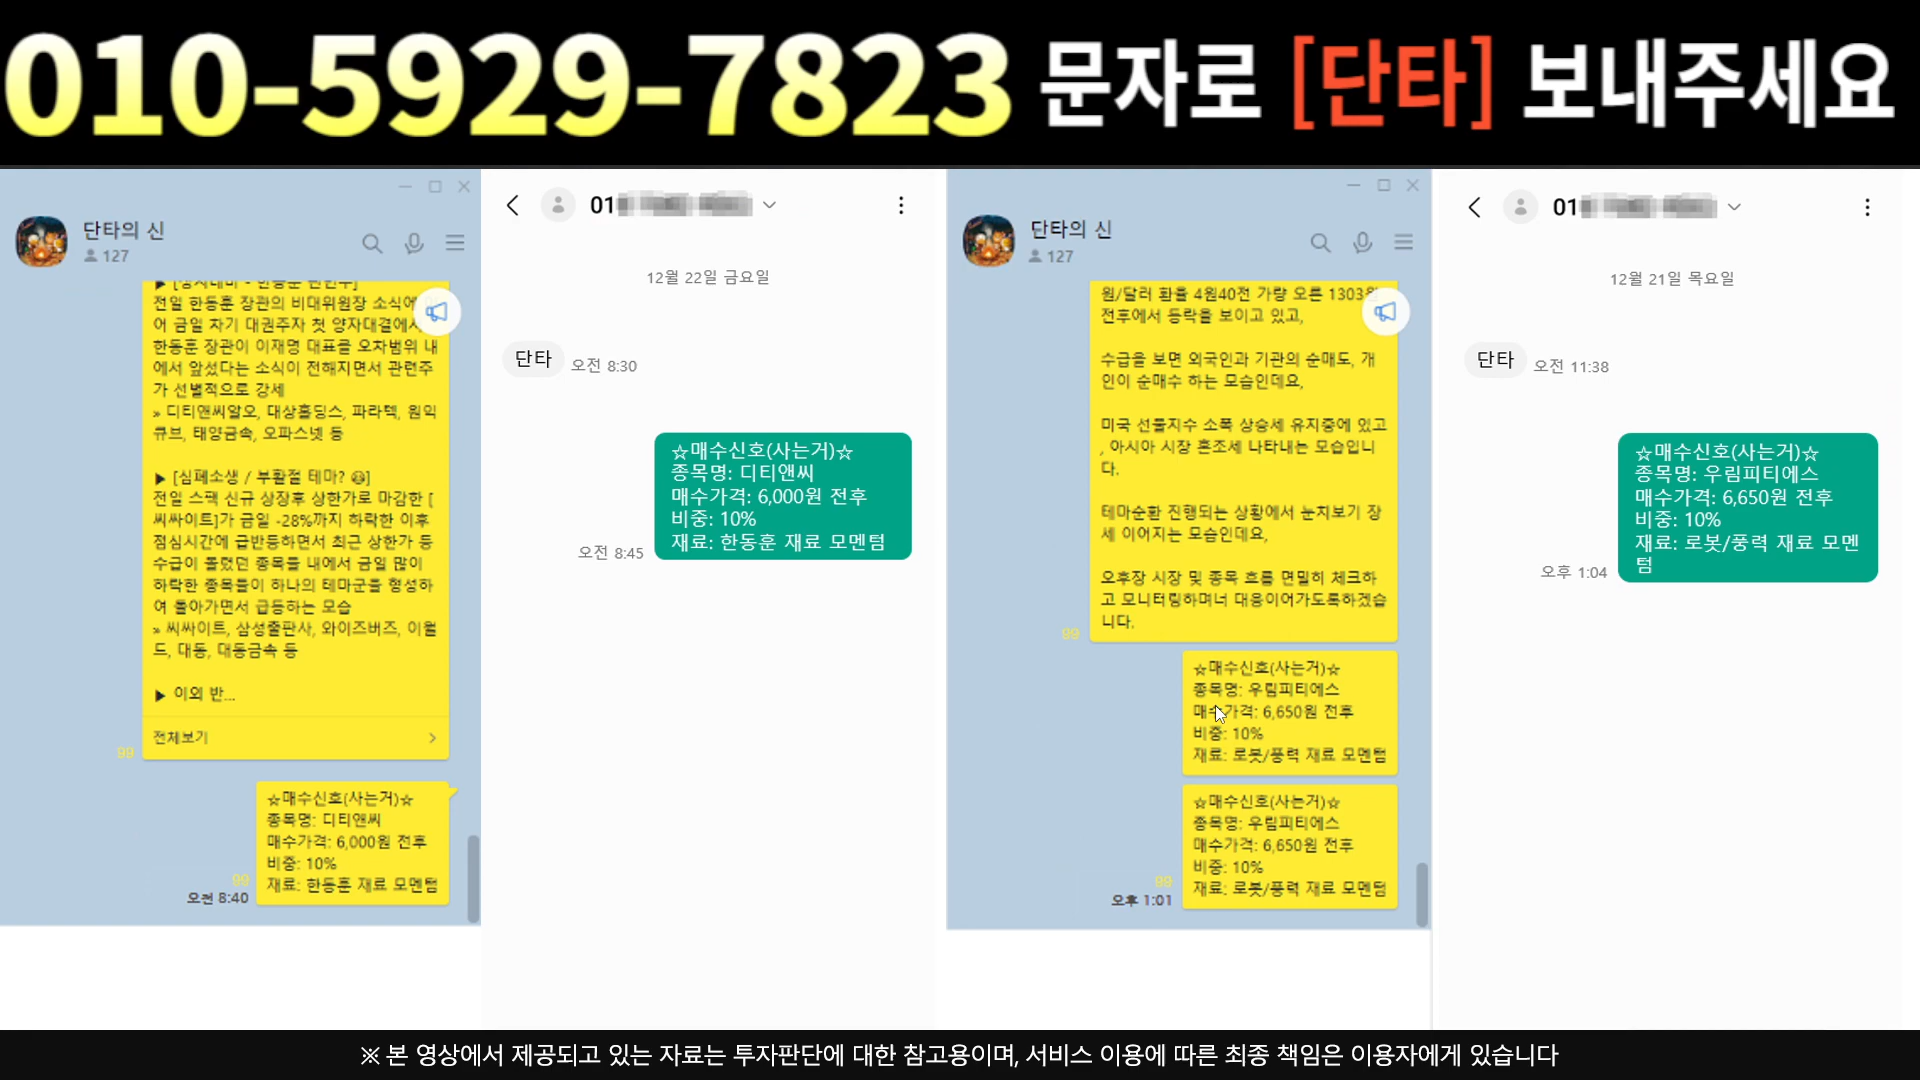 010-5929-7823 문자로 [단타] 보내주세요
단타의 신
127
전일 한동훈 장관의 비대위원장 소식에
어 금일 차기 대권주자 첫 양자대결에서
한동훈 장관이 이재명 대표를 오차범위 내
에서 앞섰다는 소식이 전해지면서 관련주
가 선별적으로 강세
» 디티앤씨알오, 대상홀딩스, 파라텍, 원익
큐브, 태양금속, 오파스넷 등
▶ [심폐소생 / 부활절 테마? 😆]
전일 스팩 신규 상장후 상한가로 마감한 [
씨싸이트]가 금일 -28%까지 하락한 이후
점심시간에 급반등하면서 최근 상한가 등
수급이 몰렸던 종목들 내에서 금일 많이
하락한 종목들이 하나의 테마군을 형성하
여 돌아가면서 급등하는 모습
» 씨싸이트, 삼성출판사, 와이즈버즈, 이월
드, 대동, 대동금속 등
▶ 이외 반...
전체보기
99
☆매수신호(사는거)☆
종목명: 디티앤씨
매수가격: 6,000원 전후
비중: 10%
재료: 한동훈 재료 모멘텀
99
오전 8:40
01
12월 22일 금요일
단타
오전 8:30
☆매수신호(사는거)☆
종목명: 디티앤씨
매수가격: 6,000원 전후
비중: 10%
재료: 한동훈 재료 모멘텀
오전 8:45
단타의 신
127
원/달러 환율 4원40전 가량 오른 1303원
전후에서 등락을 보이고 있고,
수급을 보면 외국인과 기관의 순매도, 개
인이 순매수 하는 모습인데요,
미국 선물지수 소폭 상승세 유지중에 있고
, 아시아 시장 혼조세 나타내는 모습입니
다.
테마순환 진행되는 상황에서 눈치보기 장
세 이어지는 모습인데요,
오후장 시장 및 종목 흐름 면밀히 체크하
고 모니터링하며너 대응이어가도록하겠습
니다.
99
☆매수신호(사는거)☆
종목명: 우림피티에스
매수가격: 6,650원 전후
비중: 10%
재료: 로봇/풍력 재료 모멘텀
☆매수신호(사는거)☆
종목명: 우림피티에스
매수가격: 6,650원 전후
비중: 10%
재료: 로봇/풍력 재료 모멘텀
99
오후 1:01
01
12월 21일 목요일
단타
오전 11:38
☆매수신호(사는거)☆
종목명: 우림피티에스
매수가격: 6,650원 전후
비중: 10%
재료: 로봇/풍력 재료 모멘
텀
오후 1:04
※ 본 영상에서 제공되고 있는 자료는 투자판단에 대한 참고용이며, 서비스 이용에 따른 최종 책임은 이용자에게 있습니다